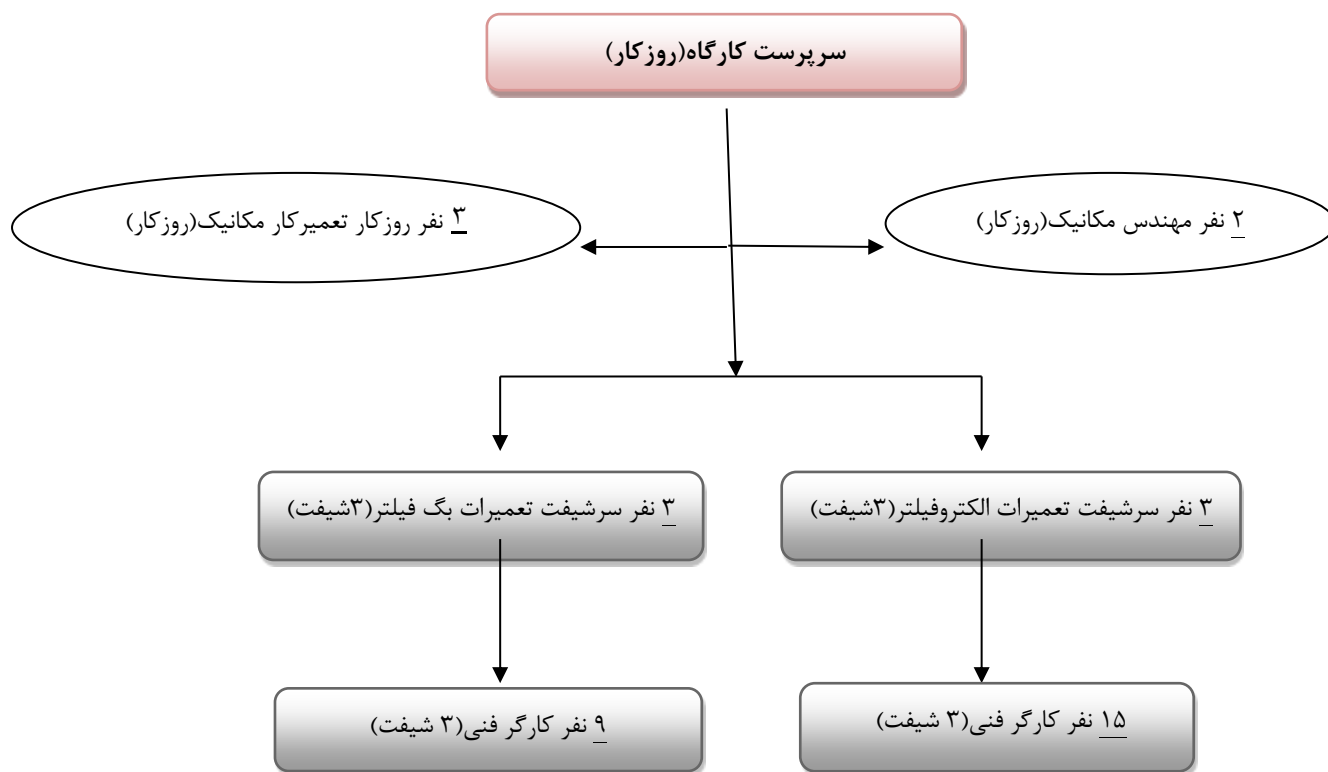 سرپرست کارگاه(روزکار)
۲ نفر مهندس مکانیک(روزکار)
۳ نفر روزکار تعمیرکار مکانیک(روزکار)
۳ نفر سرشیفت تعمیرات الکتروفیلتر(۳شیفت)
۳ نفر سرشیفت تعمیرات بگ فیلتر(۳شیفت)
۱۵ نفر کارگر فنی(۳ شیفت)
۹ نفر کارگر فنی(۳ شیفت)